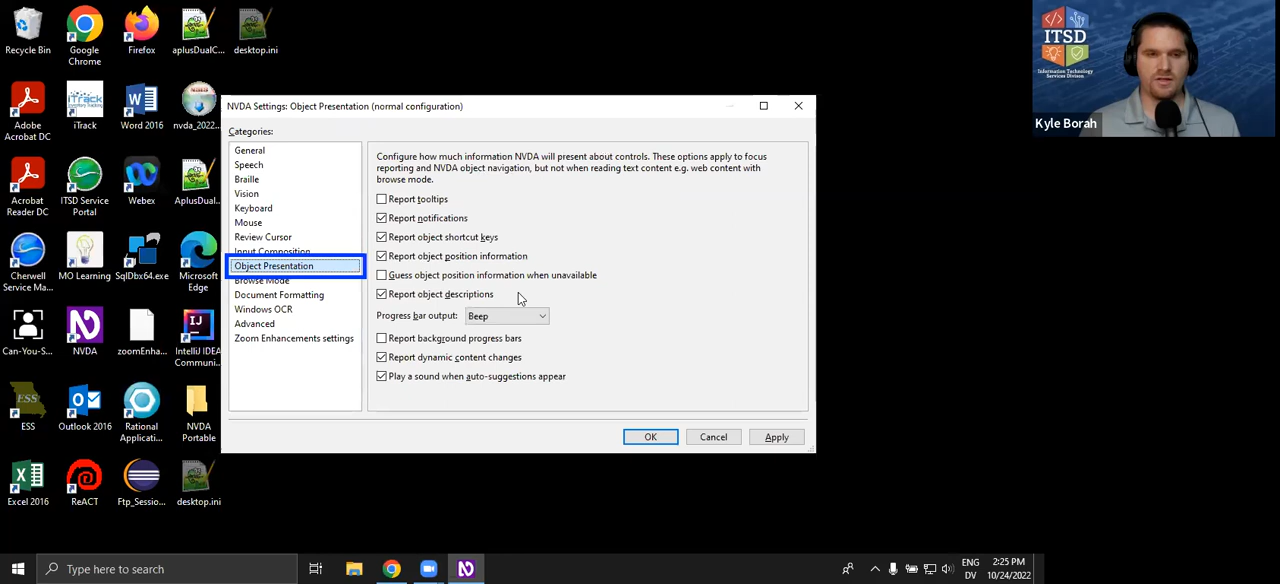 Recycle Bin
Google Chrome
Firefox
aplusDualC...
desktop.ini
Adobe Acrobat DC
iTrack
Word 2016
nvda_2022...
Acrobat Reader DC
ITSD Service Portal
Webex
AplusDual...
Cherwell Service Ma...
MO Learning
SqlDbx64.exe
Microsoft Edge
Can-You-S...
NVDA
zoomEnha...
IntelliJ IDEA Communi...
ESS
Outlook 2016
Rational Applicati...
NVDA Portable
Excel 2016
ReACT
Ftp_Sessio...
desktop.ini
NVDA Settings: Object Presentation (normal configuration)
Categories:
General
Speech
Braille
Vision
Keyboard
Mouse
Review Cursor
Input Composition
Object Presentation
Browse Mode
Document Formatting
Windows OCR
Advanced
Zoom Enhancements settings
Configure how much information NVDA will present about controls. These options apply to focus
reporting and NVDA object navigation, but not when reading text content e.g. web content with
browse mode.
Report tooltips
Report notifications
Report object shortcut keys
Report object position information
Guess object position information when unavailable
Report object descriptions
Progress bar output: Beep
Report background progress bars
Report dynamic content changes
Play a sound when auto-suggestions appear
OK Cancel Apply
ITSD
Information Technology
Services Division
Kyle Borah
Type here to search
ENG
DV
2:25 PM
10/24/2022